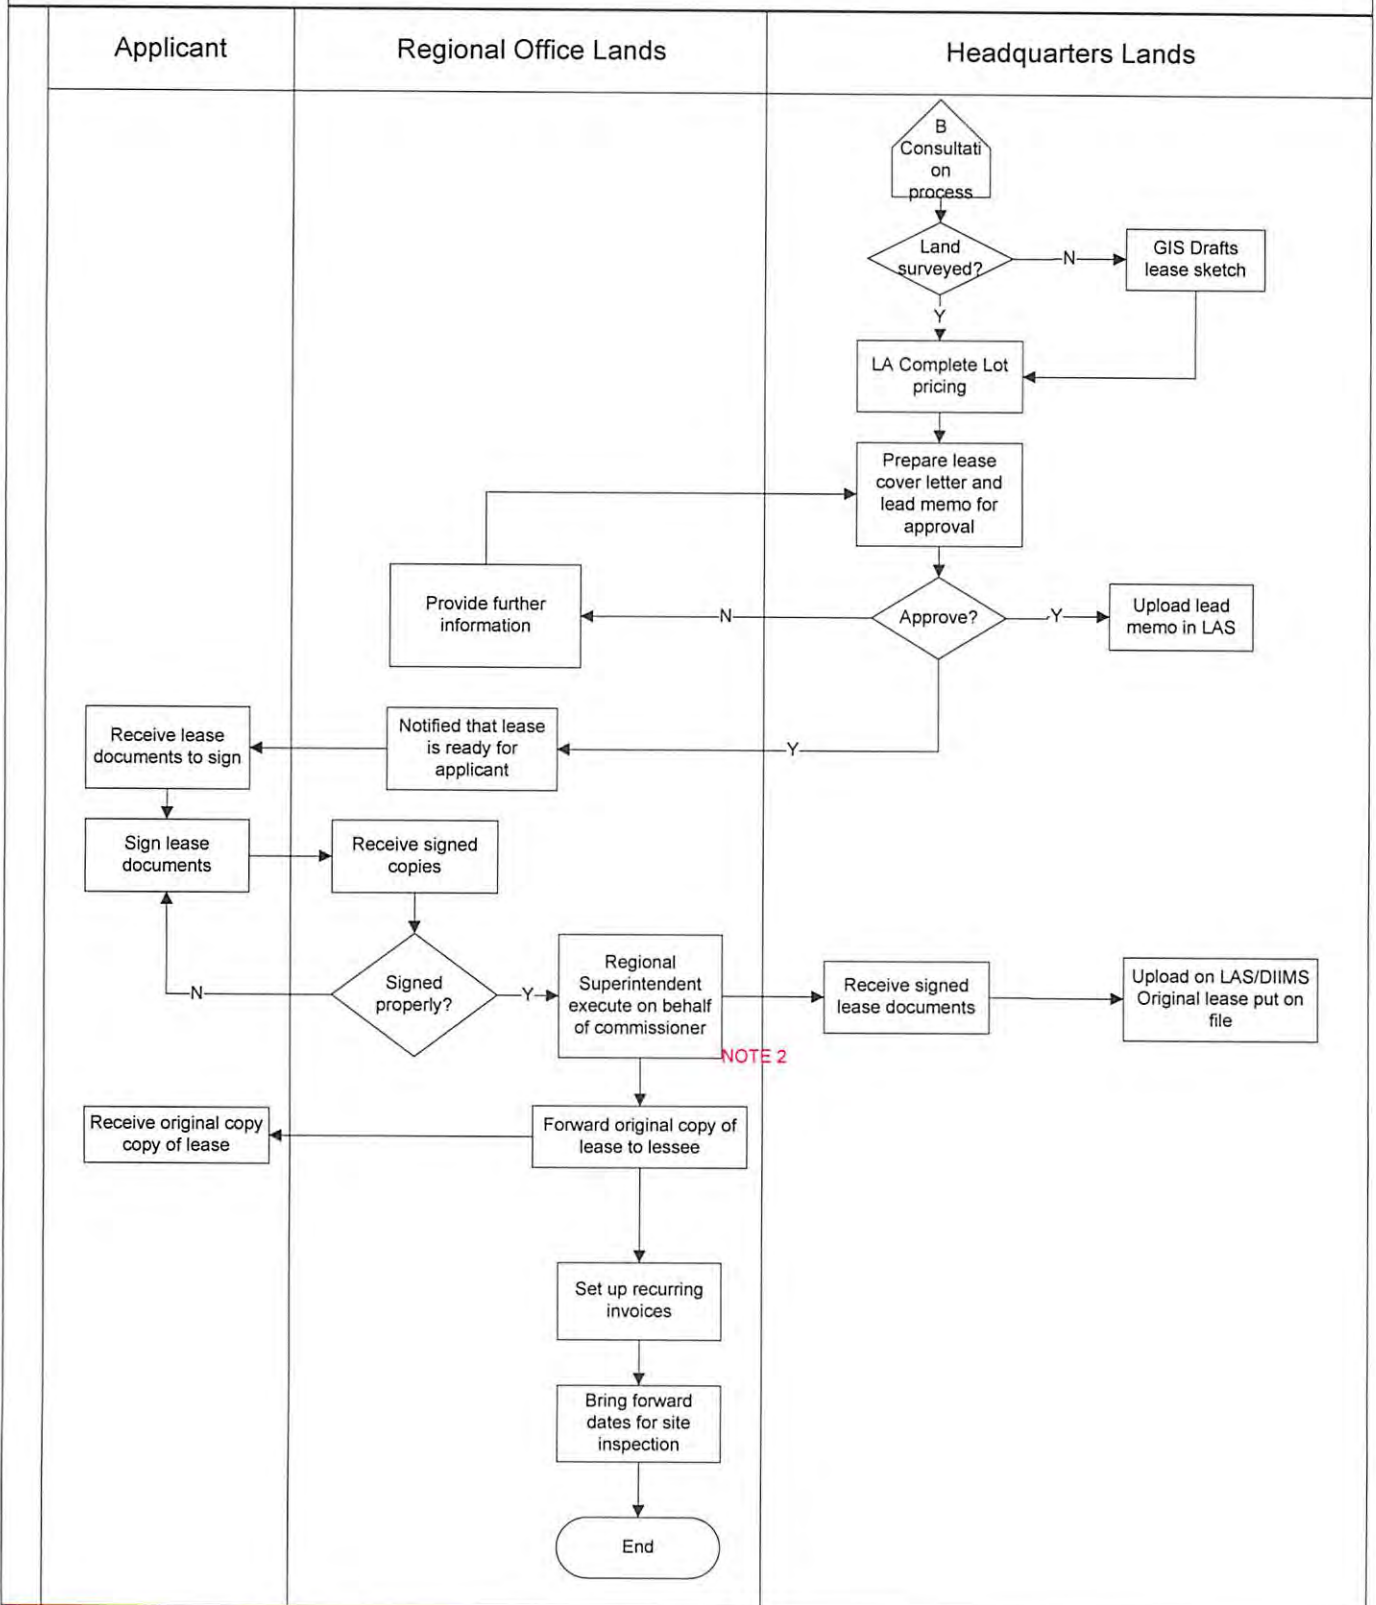 Applicant
Regional Office Lands
Headquarters Lands
B
Consultati
on
process
Land
surveyed?
N
GIS Drafts
lease sketch
Y
LA Complete Lot
pricing
Prepare lease
cover letter and
lead memo for
approval
Provide further
information
N
Approve?
Y
Upload lead
memo in LAS
Receive lease
documents to sign
Notified that lease
is ready for
applicant
Y
Sign lease
documents
Receive signed
copies
N
Signed
properly?
Y
Regional
Superintendent
execute on behalf
of commissioner
NOTE 2
Receive signed
lease documents
Upload on LAS/DIIMS
Original lease put on
file
Receive original copy
copy of lease
Forward original copy of
lease to lessee
Set up recurring
invoices
Bring forward
dates for site
inspection
End